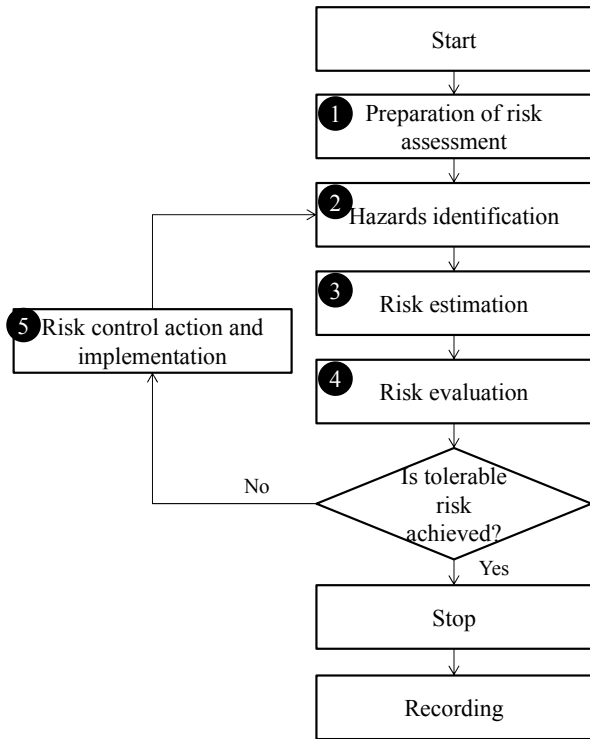 Start
1
Preparation of risk
assessment
2
Hazards identification
3
Risk estimation
5
Risk control action and
implementation
4
Risk evaluation
Is tolerable
risk
achieved?
No
Yes
Stop
Recording